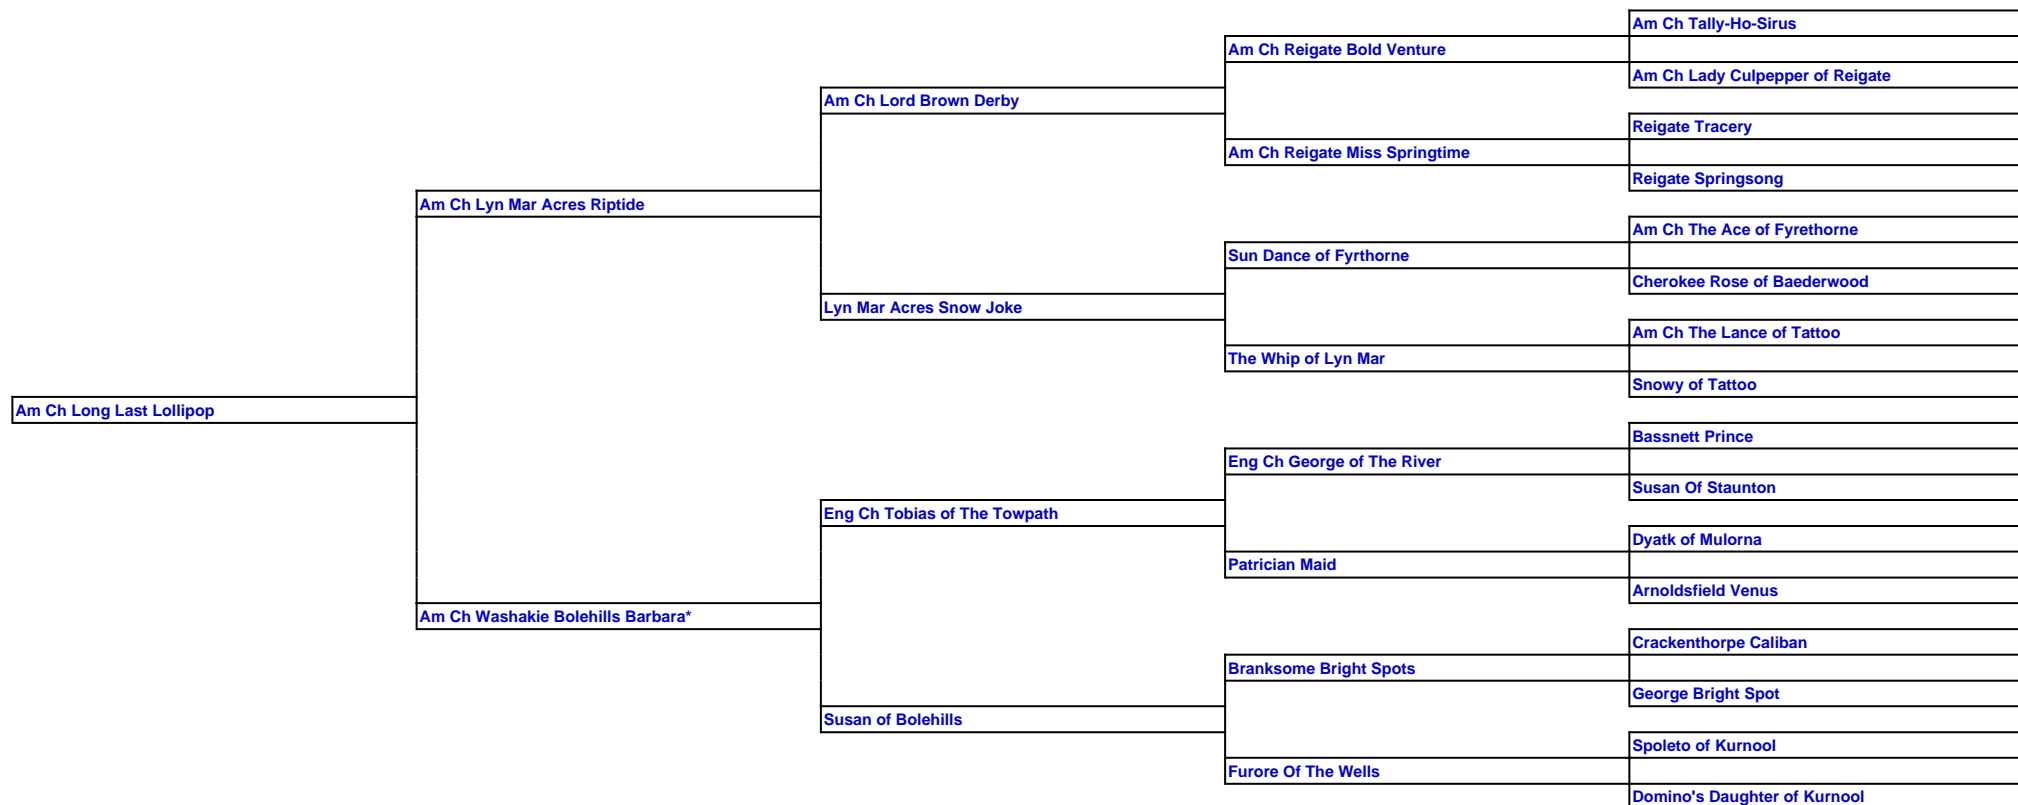 Am Ch Tally-Ho-Sirus
Am Ch Reigate Bold Venture
Am Ch Lady Culpepper of Reigate
Am Ch Lord Brown Derby
Reigate Tracery
Am Ch Reigate Miss Springtime
Reigate Springsong
Am Ch Lyn Mar Acres Riptide
Am Ch The Ace of Fyrethorne
Sun Dance of Fyrthorne
Cherokee Rose of Baederwood
Lyn Mar Acres Snow Joke
Am Ch The Lance of Tattoo
The Whip of Lyn Mar
Snowy of Tattoo
Am Ch Long Last Lollipop
Bassnett Prince
Eng Ch George of The River
Susan Of Staunton
Eng Ch Tobias of The Towpath
Dyatk of Mulorna
Patrician Maid
Arnoldsfield Venus
Am Ch Washakie Bolehills Barbara*
Crackenthorpe Caliban
Branksome Bright Spots
George Bright Spot
Susan of Bolehills
Spoleto of Kurnool
Furore Of The Wells
Domino's Daughter of Kurnool